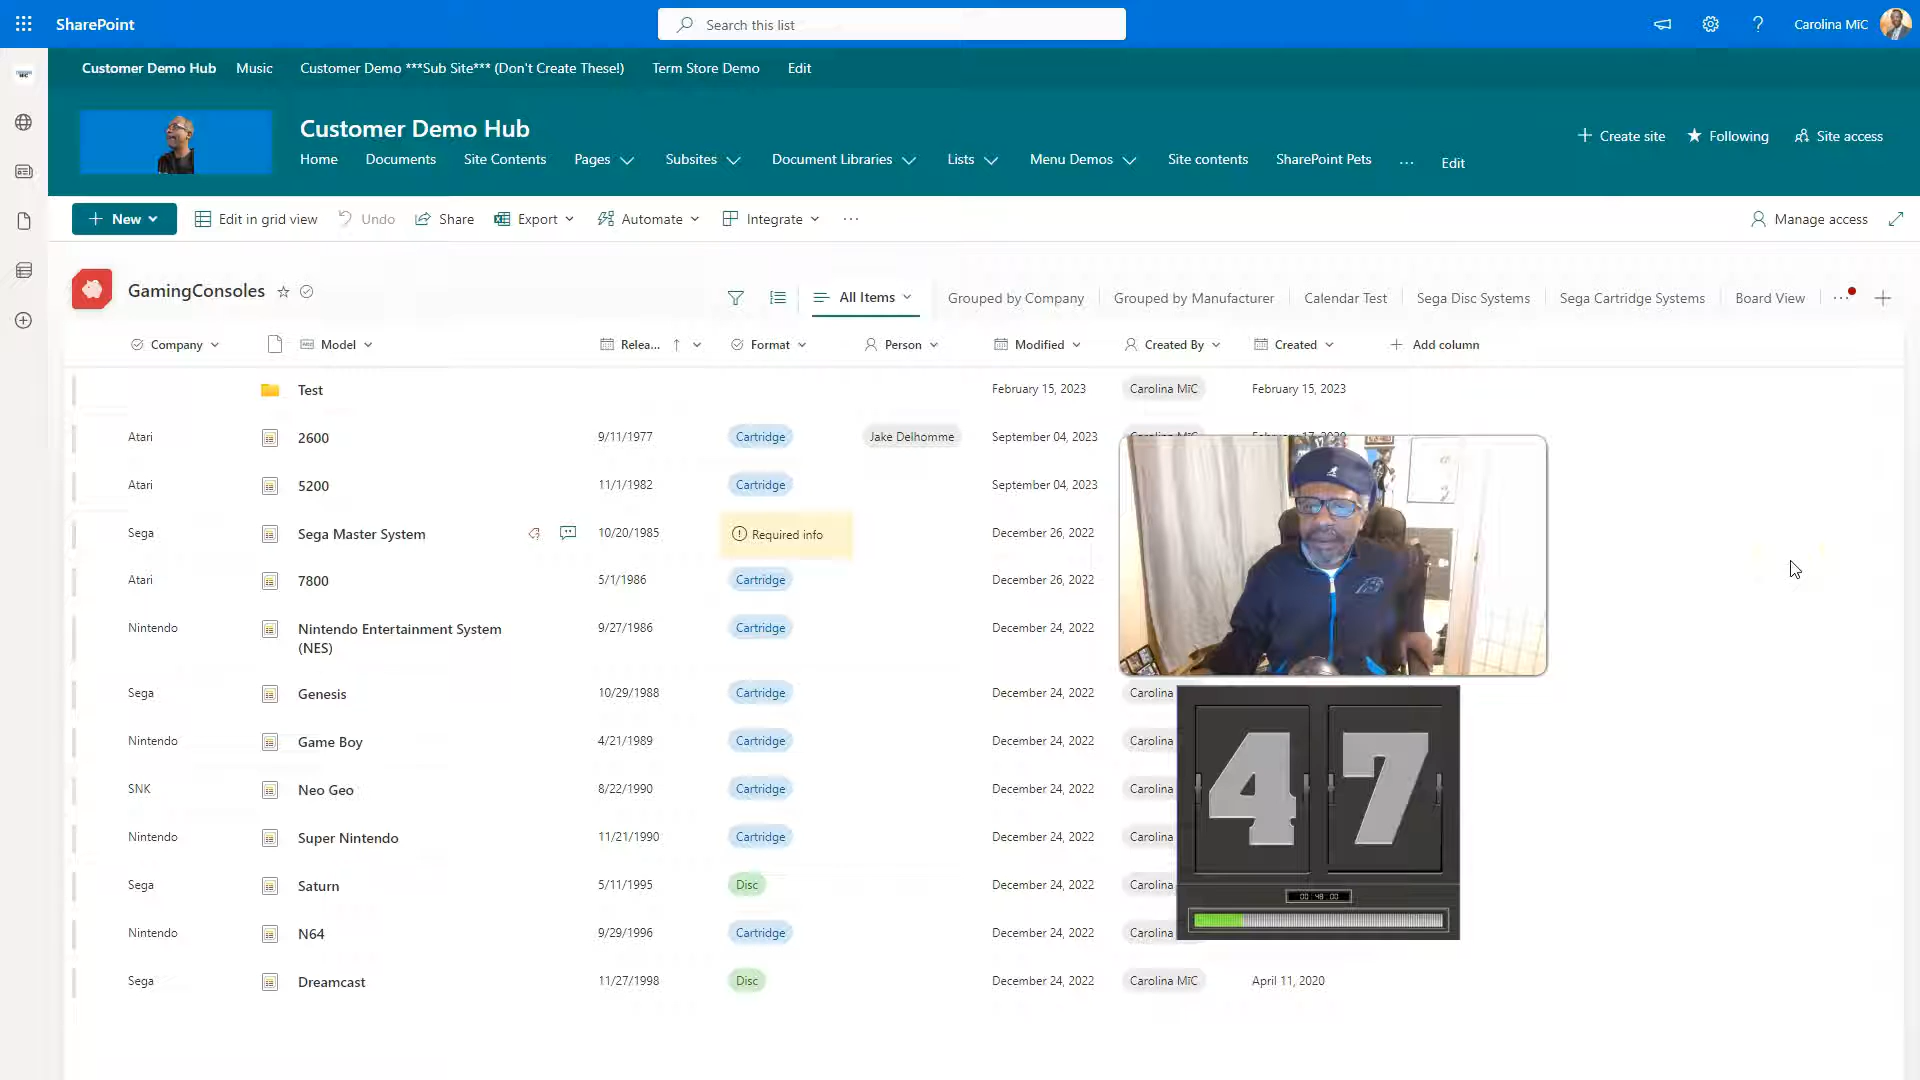 SharePoint
Search this list
Carolina MīC
Customer Demo Hub Music Customer Demo ***Sub Site*** (Don't Create These!) Term Store Demo Edit
Customer Demo Hub
Home Documents Site Contents Pages Subsites Document Libraries Lists Menu Demos Site contents SharePoint Pets ... Edit
Create site Following Site access
New Edit in grid view Undo Share Export Automate Integrate ... Manage access
GamingConsoles
All Items Grouped by Company Grouped by Manufacturer Calendar Test Sega Disc Systems Sega Cartridge Systems Board View ...
Company Model Relea... Format Person Modified Created By Created Add column
Test February 15, 2023 Carolina MīC February 15, 2023
Atari 2600 9/11/1977 Cartridge Jake Delhomme September 04, 2023
Atari 5200 11/1/1982 Cartridge September 04, 2023
Sega Sega Master System 10/20/1985 Required info December 26, 2022
Atari 7800 5/1/1986 Cartridge December 26, 2022
Nintendo Nintendo Entertainment System 9/27/1986 Cartridge December 24, 2022
(NES)
Sega Genesis 10/29/1988 Cartridge December 24, 2022 Carolina
Nintendo Game Boy 4/21/1989 Cartridge December 24, 2022 Carolina
SNK Neo Geo 8/22/1990 Cartridge December 24, 2022 Carolina
Nintendo Super Nintendo 11/21/1990 Cartridge December 24, 2022 Carolina
Sega Saturn 5/11/1995 Disc December 24, 2022 Carolina
Nintendo N64 9/29/1996 Cartridge December 24, 2022 Carolina
Sega Dreamcast 11/27/1998 Disc December 24, 2022 Carolina MīC April 11, 2020
47
00 48 00